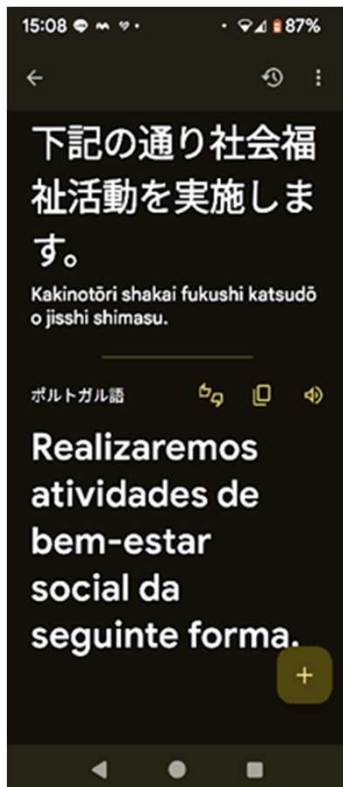 15:08
87%
下記の通り社会福
祉活動を実施しま
す。
Kakinotōri shakai fukushi katsudō
o jisshi shimasu.
ポルトガル語
Realizaremos
atividades de
bem-estar
social da
seguinte forma.